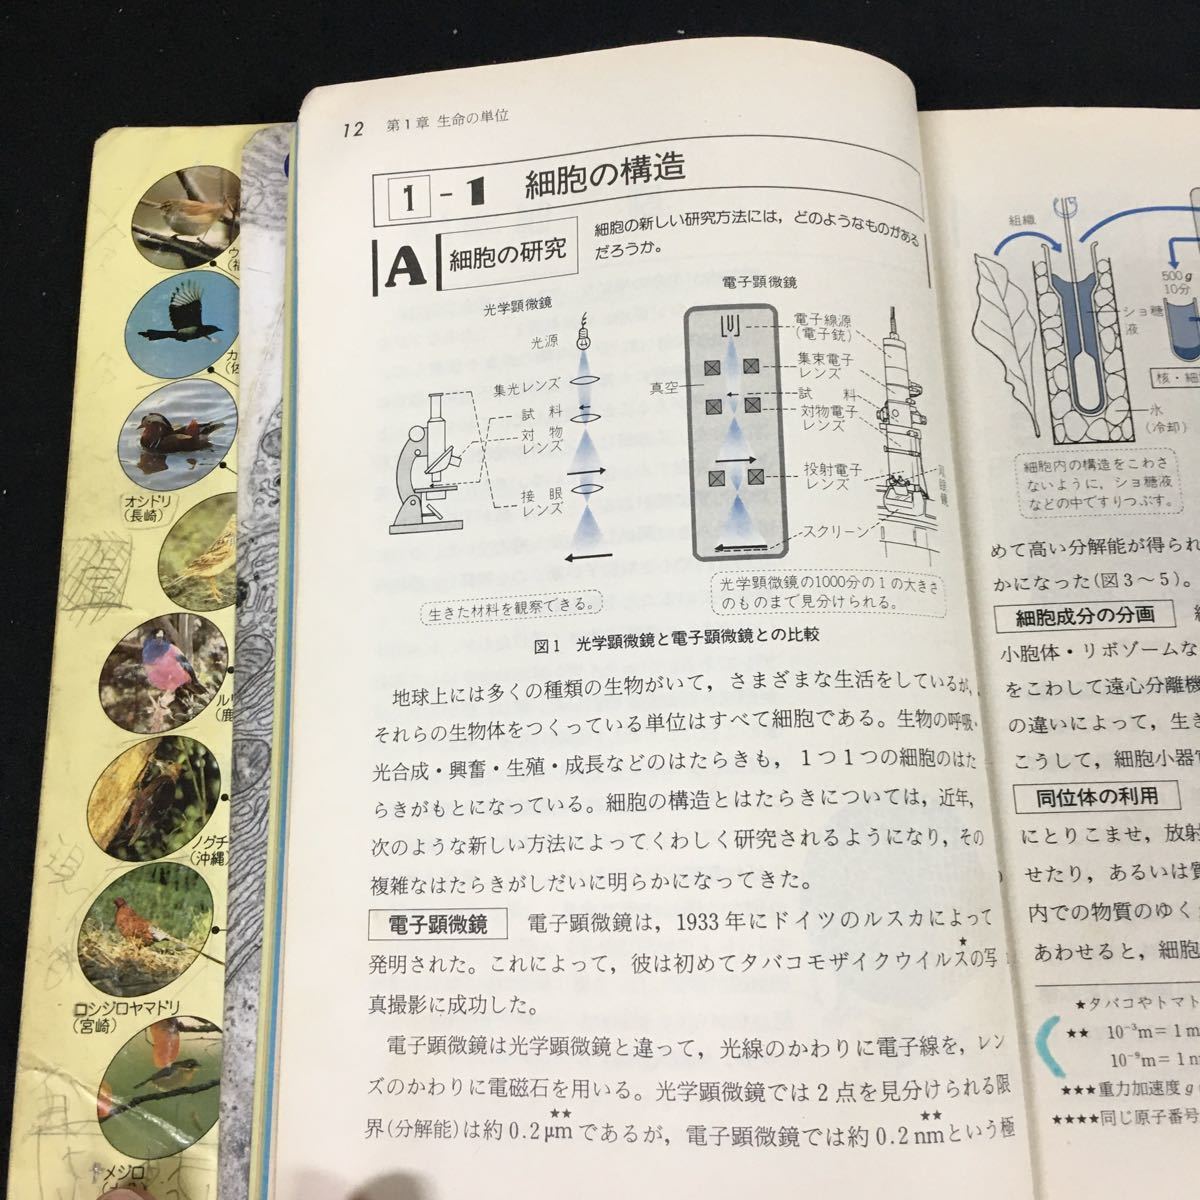 12 第1章 生命の単位
1-1 細胞の構造
A 細胞の研究
細胞の新しい研究方法には，どのようなものがある
だろうか。
光学顕微鏡
光源
集光レンズ
試料
対物
レンズ
接眼
レンズ
生きた材料を観察できる。
電子顕微鏡
真空
電子線源
(電子銃)
集束電子
レンズ
試料
対物電子
レンズ
投射電子
レンズ
スクリーン
光学顕微鏡の1000分の1の大きさ
のものまで見分けられる。
図1 光学顕微鏡と電子顕微鏡との比較
地球上には多くの種類の生物がいて，さまざまな生活をしているが，
それらの生物体をつくっている単位はすべて細胞である。生物の呼吸・
光合成・興奮・生殖・成長などのはたらきも，1つ1つの細胞のはた
らきがもとになっている。細胞の構造とはたらきについては，近年，
次のような新しい方法によってくわしく研究されるようになり，その
複雑なはたらきがしだいに明らかになってきた。
電子顕微鏡 電子顕微鏡は，1933年にドイツのルスカによって
発明された。これによって，彼は初めてタバコモザイクウイルス★の写
真撮影に成功した。
電子顕微鏡は光学顕微鏡と違って，光線のかわりに電子線を，レン
ズのかわりに電磁石を用いる。光学顕微鏡では2点を見分けられる限
界(分解能)は約0.2μm★★であるが，電子顕微鏡では約0.2nm★★という極
組織
ショ糖
液
500g
10分
核・細
氷
(冷却)
細胞内の構造をこわさ
ないように，ショ糖液
などの中ですりつぶす。
めて高い分解能が得られ
かになった(図3～5)。
細胞成分の分画
小胞体・リボゾームな
をこわして遠心分離機
の違いによって，生き
こうして，細胞小器官
同位体の利用
にとりこませ，放射
せたり，あるいは質
内での物質のゆく
あわせると，細胞
★タバコやトマト
★★ 10⁻³m＝1m
10⁻⁹m＝1n
★★★重力加速度g
★★★★同じ原子番号
オシドリ
(長崎)
ノグチ
(沖縄)
コシジロヤマドリ
(宮崎)
メジロ